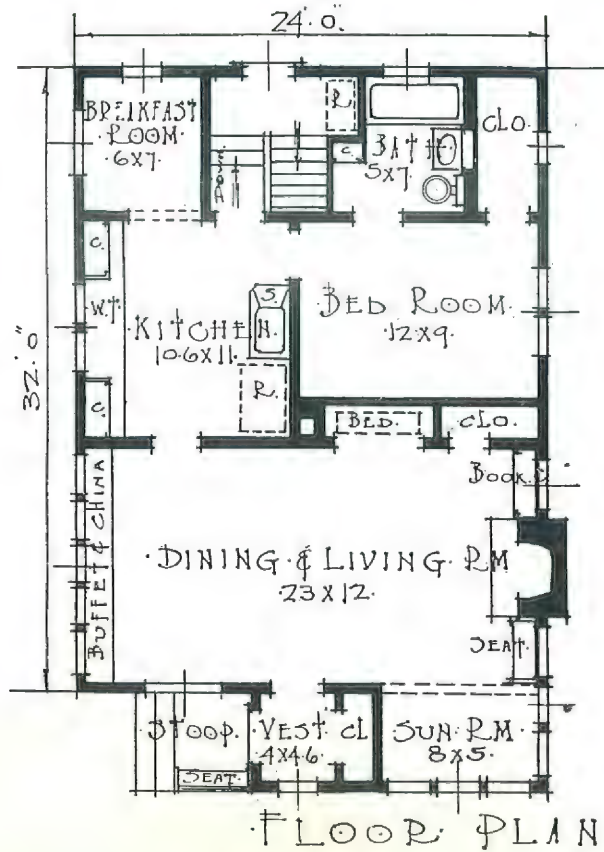 24'.0".
BREAKFAST
ROOM.
6X7.
R.
C.
BATH.
5X7.
CLO.
DOWN
32'.0"
C.
W.T.
C.
KITCHEN.
10-6X11.
S.
R.
BED ROOM.
12X9.
BED.
CLO.
BOOK.C.
BUFFET & CHINA
DINING & LIVING RM
23X12.
SEAT.
STOOP.
SEAT.
VEST.
4X4.6
CL
SUN RM.
8X5.
FLOOR PLAN